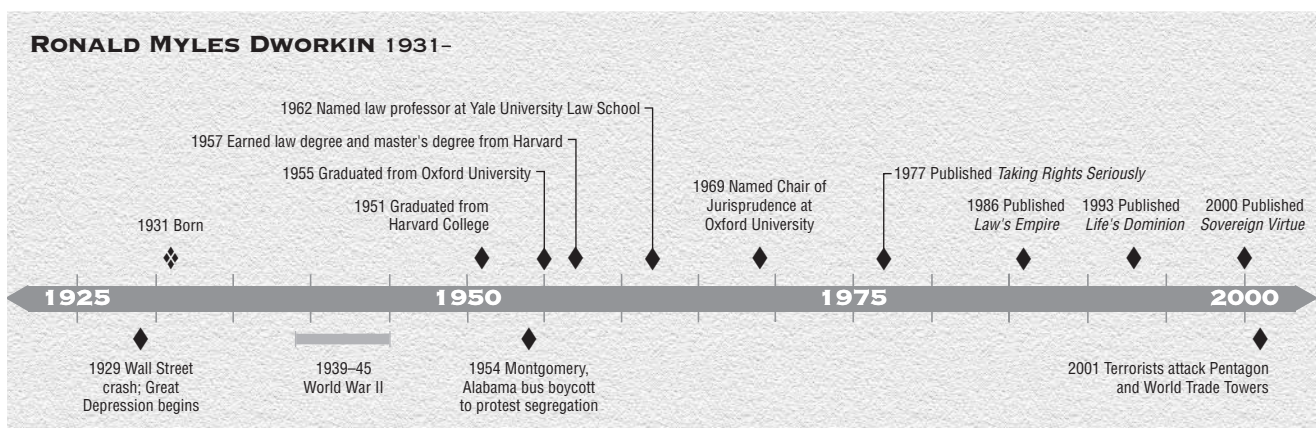 RONALD MYLES DWORKIN 1931–
1962 Named law professor at Yale University Law School
1957 Earned law degree and master's degree from Harvard
1955 Graduated from Oxford University
1951 Graduated from
Harvard College
1931 Born
1969 Named Chair of
Jurisprudence at
Oxford University
1977 Published Taking Rights Seriously
1986 Published
Law's Empire
1993 Published
Life's Dominion
2000 Published
Sovereign Virtue
1925 1950 1975 2000
1929 Wall Street
crash; Great
Depression begins
1939–45
World War II
1954 Montgomery,
Alabama bus boycott
to protest segregation
2001 Terrorists attack Pentagon
and World Trade Towers